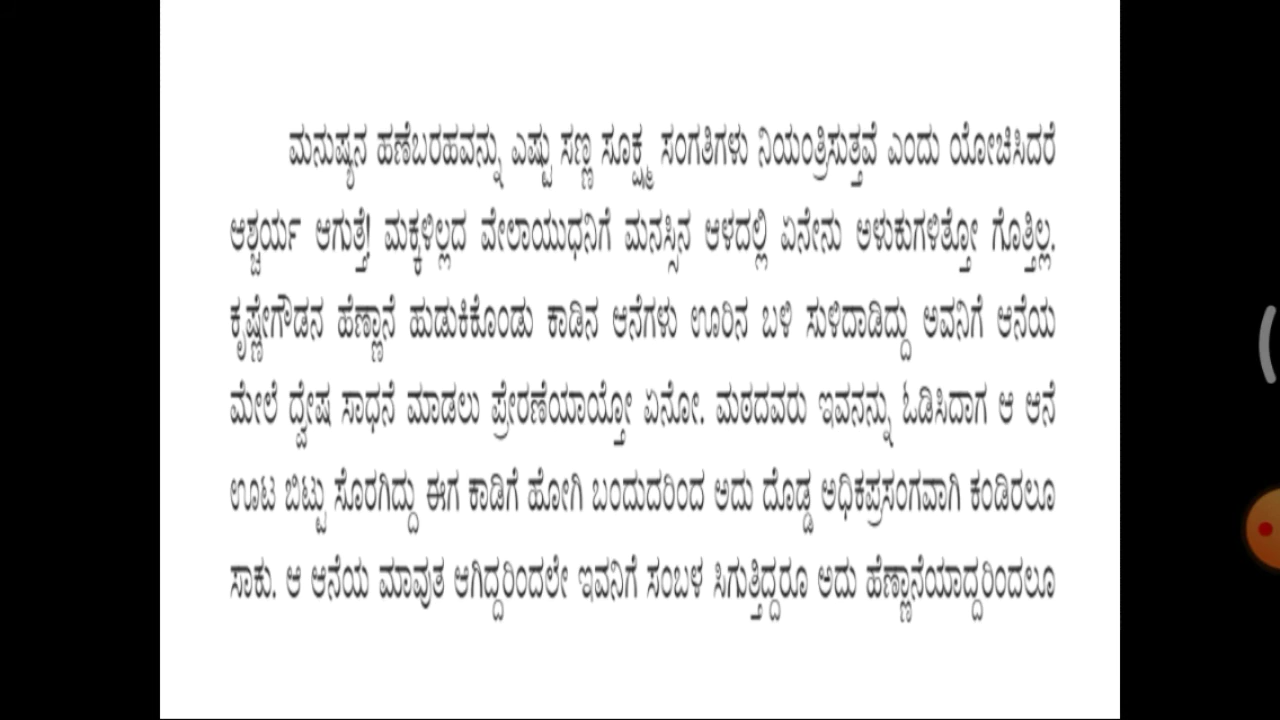 ಮನುಷ್ಯನ ಹಣೆಬರಹವನ್ನು ಎಷ್ಟು ಸಣ್ಣ ಸೂಕ್ಷ್ಮ ಸಂಗತಿಗಳು ನಿಯಂತ್ರಿಸುತ್ತವೆ ಎಂದು ಯೋಚಿಸಿದರೆ
ಆಶ್ಚರ್ಯ ಆಗುತ್ತೆ! ಮಕ್ಕಳಿಲ್ಲದ ವೇಲಾಯುಧನಿಗೆ ಮನಸ್ಸಿನ ಆಳದಲ್ಲಿ ಏನೇನು ಅಳುಕುಗಳಿತ್ತೋ ಗೊತ್ತಿಲ್ಲ.
ಕೃಷ್ಣೇಗೌಡನ ಹೆಣ್ಣಾನೆ ಹುಡುಕಿಕೊಂಡು ಕಾಡಿನ ಆನೆಗಳು ಊರಿನ ಬಳಿ ಸುಳಿದಾಡಿದ್ದು ಅವನಿಗೆ ಆನೆಯ
ಮೇಲೆ ದ್ವೇಷ ಸಾಧನೆ ಮಾಡಲು ಪ್ರೇರಣೆಯಾಯ್ತೋ ಏನೋ. ಮಠದವರು ಇವನನ್ನು ಓಡಿಸಿದಾಗ ಆ ಆನೆ
ಊಟ ಬಿಟ್ಟು ಸೊರಗಿದ್ದು ಈಗ ಕಾಡಿಗೆ ಹೋಗಿ ಬಂದುದರಿಂದ ಅದು ದೊಡ್ಡ ಅಧಿಕಪ್ರಸಂಗವಾಗಿ ಕಂಡಿರಲೂ
ಸಾಕು. ಆ ಆನೆಯ ಮಾವುತ ಆಗಿದ್ದರಿಂದಲೇ ಇವನಿಗೆ ಸಂಬಳ ಸಿಗುತ್ತಿದ್ದರೂ ಅದು ಹೆಣ್ಣಾನೆಯಾದ್ದರಿಂದಲೂ